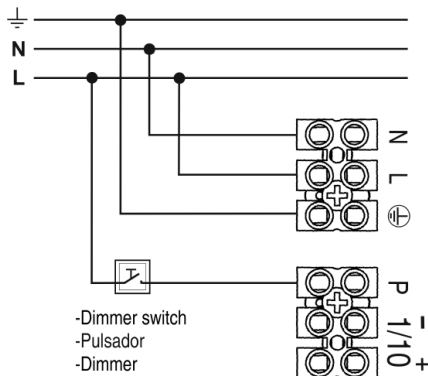 N
L
N
L
P
1/10
- +
-Dimmer switch
-Pulsador
-Dimmer